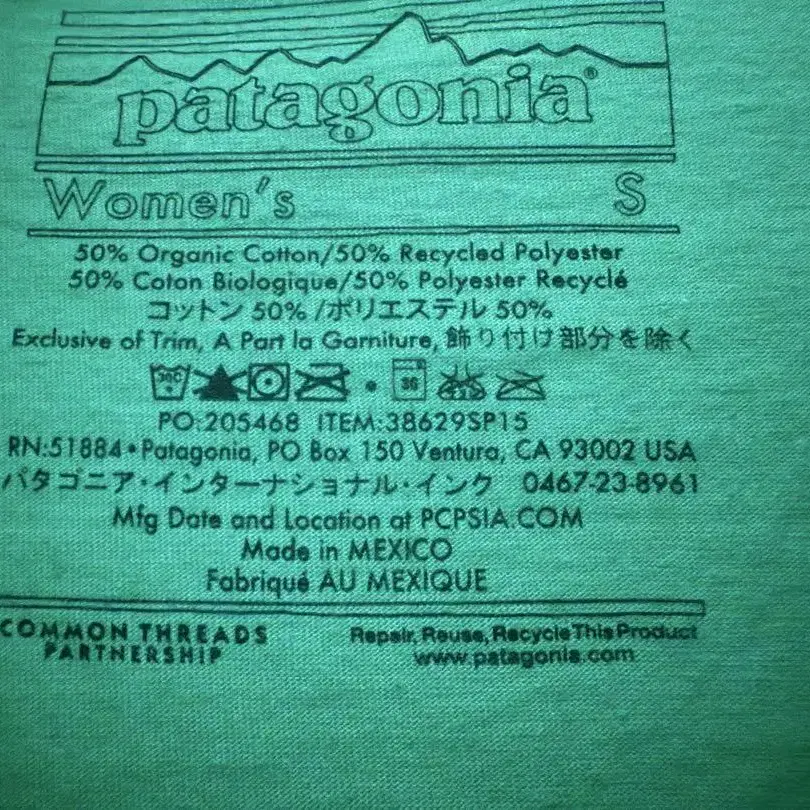 patagonia®
Women's S
50% Organic Cotton/50% Recycled Polyester
50% Coton Biologique/50% Polyester Recyclé
コットン 50% /ポリエステル 50%
Exclusive of Trim, A Part la Garniture, 飾り付け部分を除く
30C 30
PO:205468 ITEM:38629SP15
RN:51884•Patagonia, PO Box 150 Ventura, CA 93002 USA
パタゴニア・インターナショナル・インク 0467-23-8961
Mfg Date and Location at PCPSIA.COM
Made in MEXICO
Fabriqué AU MEXIQUE
COMMON THREADS
PARTNERSHIP
Repair, Reuse, Recycle This Product
www.patagonia.com